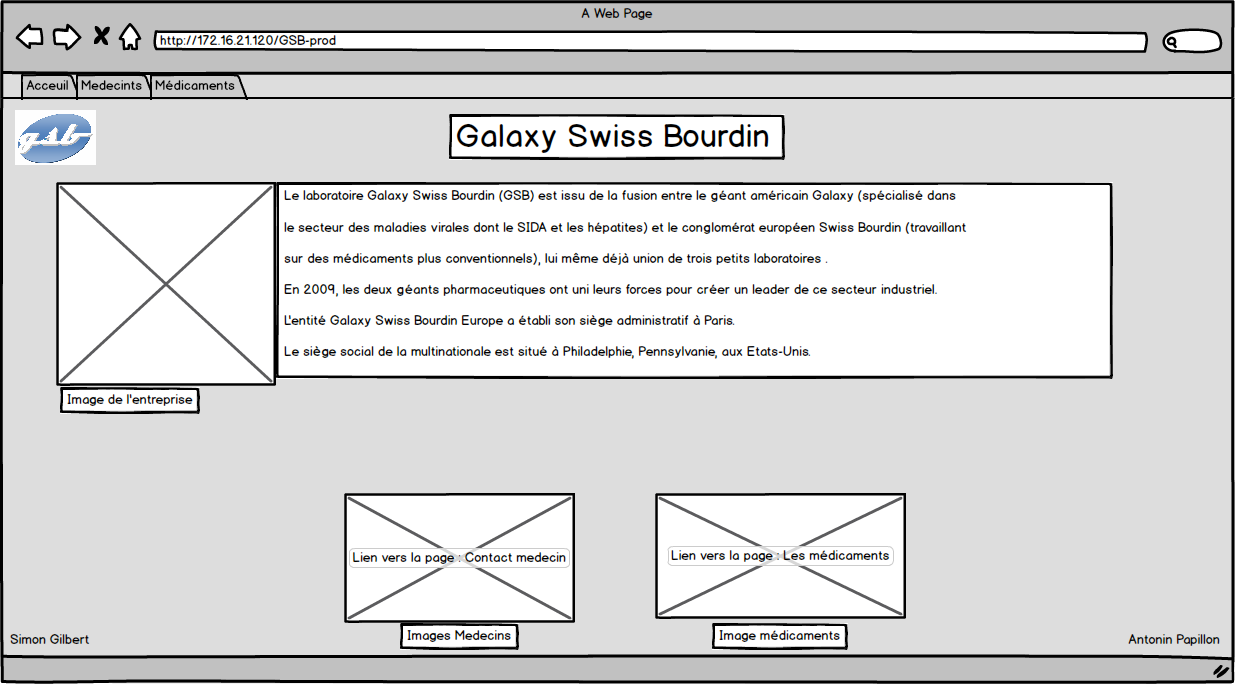 A Web Page
http://172.16.21.120/GSB-prod
Acceuil Medecints Médicaments
gsb
Galaxy Swiss Bourdin
Le laboratoire Galaxy Swiss Bourdin (GSB) est issu de la fusion entre le géant américain Galaxy (spécialisé dans
le secteur des maladies virales dont le SIDA et les hépatites) et le conglomérat européen Swiss Bourdin (travaillant
sur des médicaments plus conventionnels), lui même déjà union de trois petits laboratoires .
En 2009, les deux géants pharmaceutiques ont uni leurs forces pour créer un leader de ce secteur industriel.
L'entité Galaxy Swiss Bourdin Europe a établi son siège administratif à Paris.
Le siège social de la multinationale est situé à Philadelphie, Pennsylvanie, aux Etats-Unis.
Image de l'entreprise
Lien vers la page : Contact medecin
Lien vers la page : Les médicaments
Images Medecins
Image médicaments
Simon Gilbert
Antonin Papillon